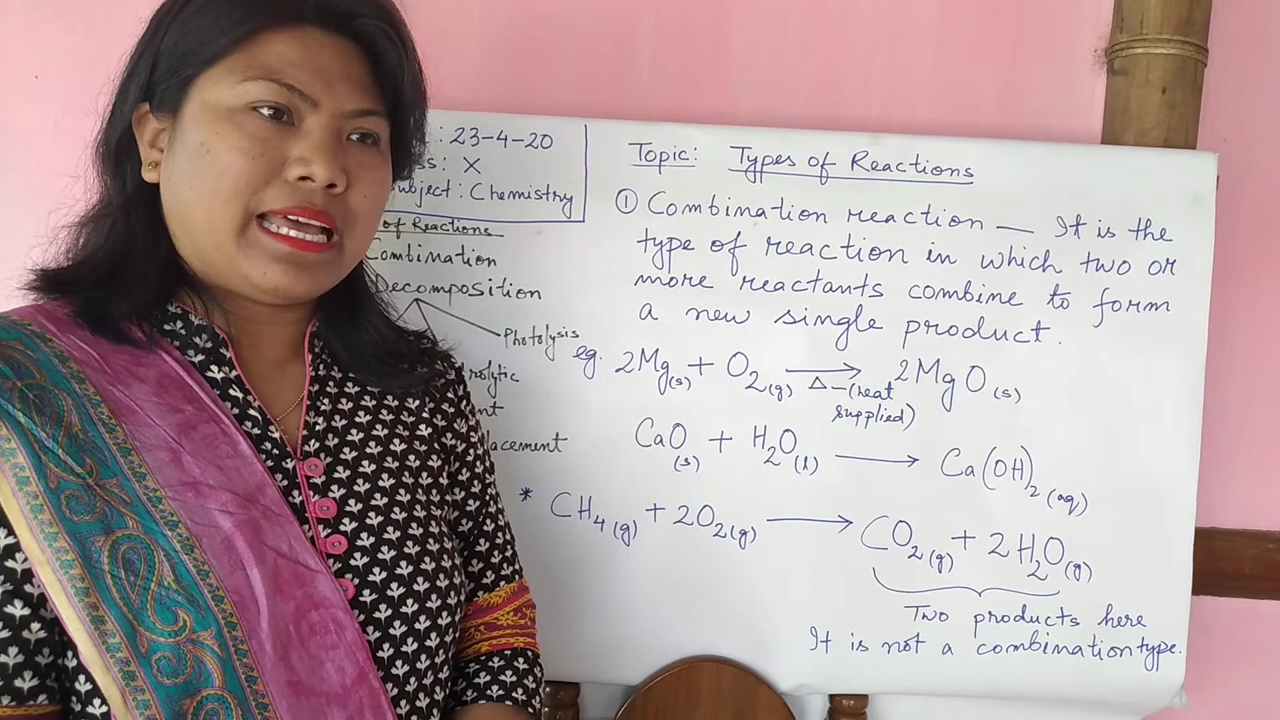 : 23-4-20
ss: X
ubject: Chemistry
of Reactions
Combination
Decomposition
Photolysis
rolytic
nt
lacement
Topic: Types of Reactions
① Combination reaction — It is the
type of reaction in which two or
more reactants combine to form
a new single product.
eg. 2Mg(s) + O₂(g) ⟶ 2MgO(s)
Δ – (heat
supplied)
CaO(s) + H₂O(l) ⟶ Ca(OH)₂(aq)
* CH₄(g) + 2O₂(g) ⟶ CO₂(g) + 2H₂O(g)
Two products here
It is not a combination type.